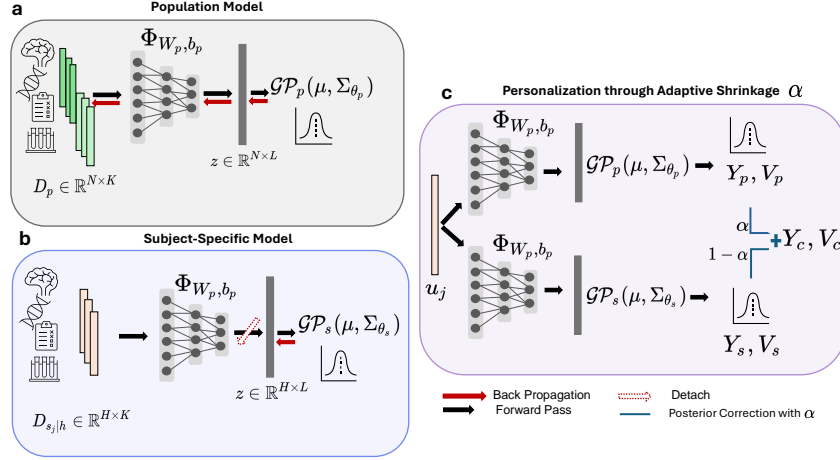 a
Population Model
Φ_{W_p, b_p}
GP_p(μ, Σ_{θ_p})
z ∈ ℝ^{N×L}
D_p ∈ ℝ^{N×K}
b
Subject-Specific Model
Φ_{W_p, b_p}
GP_s(μ, Σ_{θ_s})
z ∈ ℝ^{H×L}
D_{s_j|h} ∈ ℝ^{H×K}
c
Personalization through Adaptive Shrinkage α
Φ_{W_p, b_p}
GP_p(μ, Σ_{θ_p})
Y_p, V_p
u_j
α
1 − α
+ Y_c, V_c
Φ_{W_p, b_p}
GP_s(μ, Σ_{θ_s})
Y_s, V_s
Back Propagation
Forward Pass
Detach
Posterior Correction with α